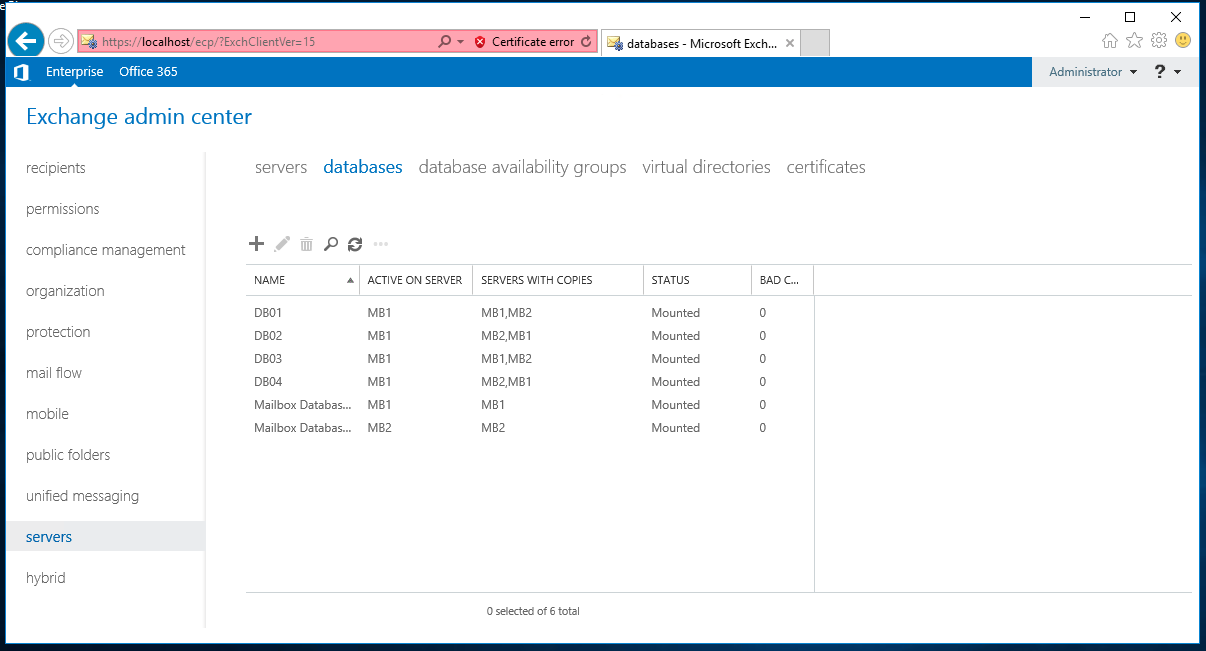 https://localhost/ecp/?ExchClientVer=15 Certificate error databases - Microsoft Exch...
Enterprise Office 365 Administrator ?
Exchange admin center
recipients
permissions
compliance management
organization
protection
mail flow
mobile
public folders
unified messaging
servers
hybrid
servers databases database availability groups virtual directories certificates
NAME ACTIVE ON SERVER SERVERS WITH COPIES STATUS BAD C...
DB01 MB1 MB1,MB2 Mounted 0
DB02 MB1 MB2,MB1 Mounted 0
DB03 MB1 MB1,MB2 Mounted 0
DB04 MB1 MB2,MB1 Mounted 0
Mailbox Databas... MB1 MB1 Mounted 0
Mailbox Databas... MB2 MB2 Mounted 0
0 selected of 6 total